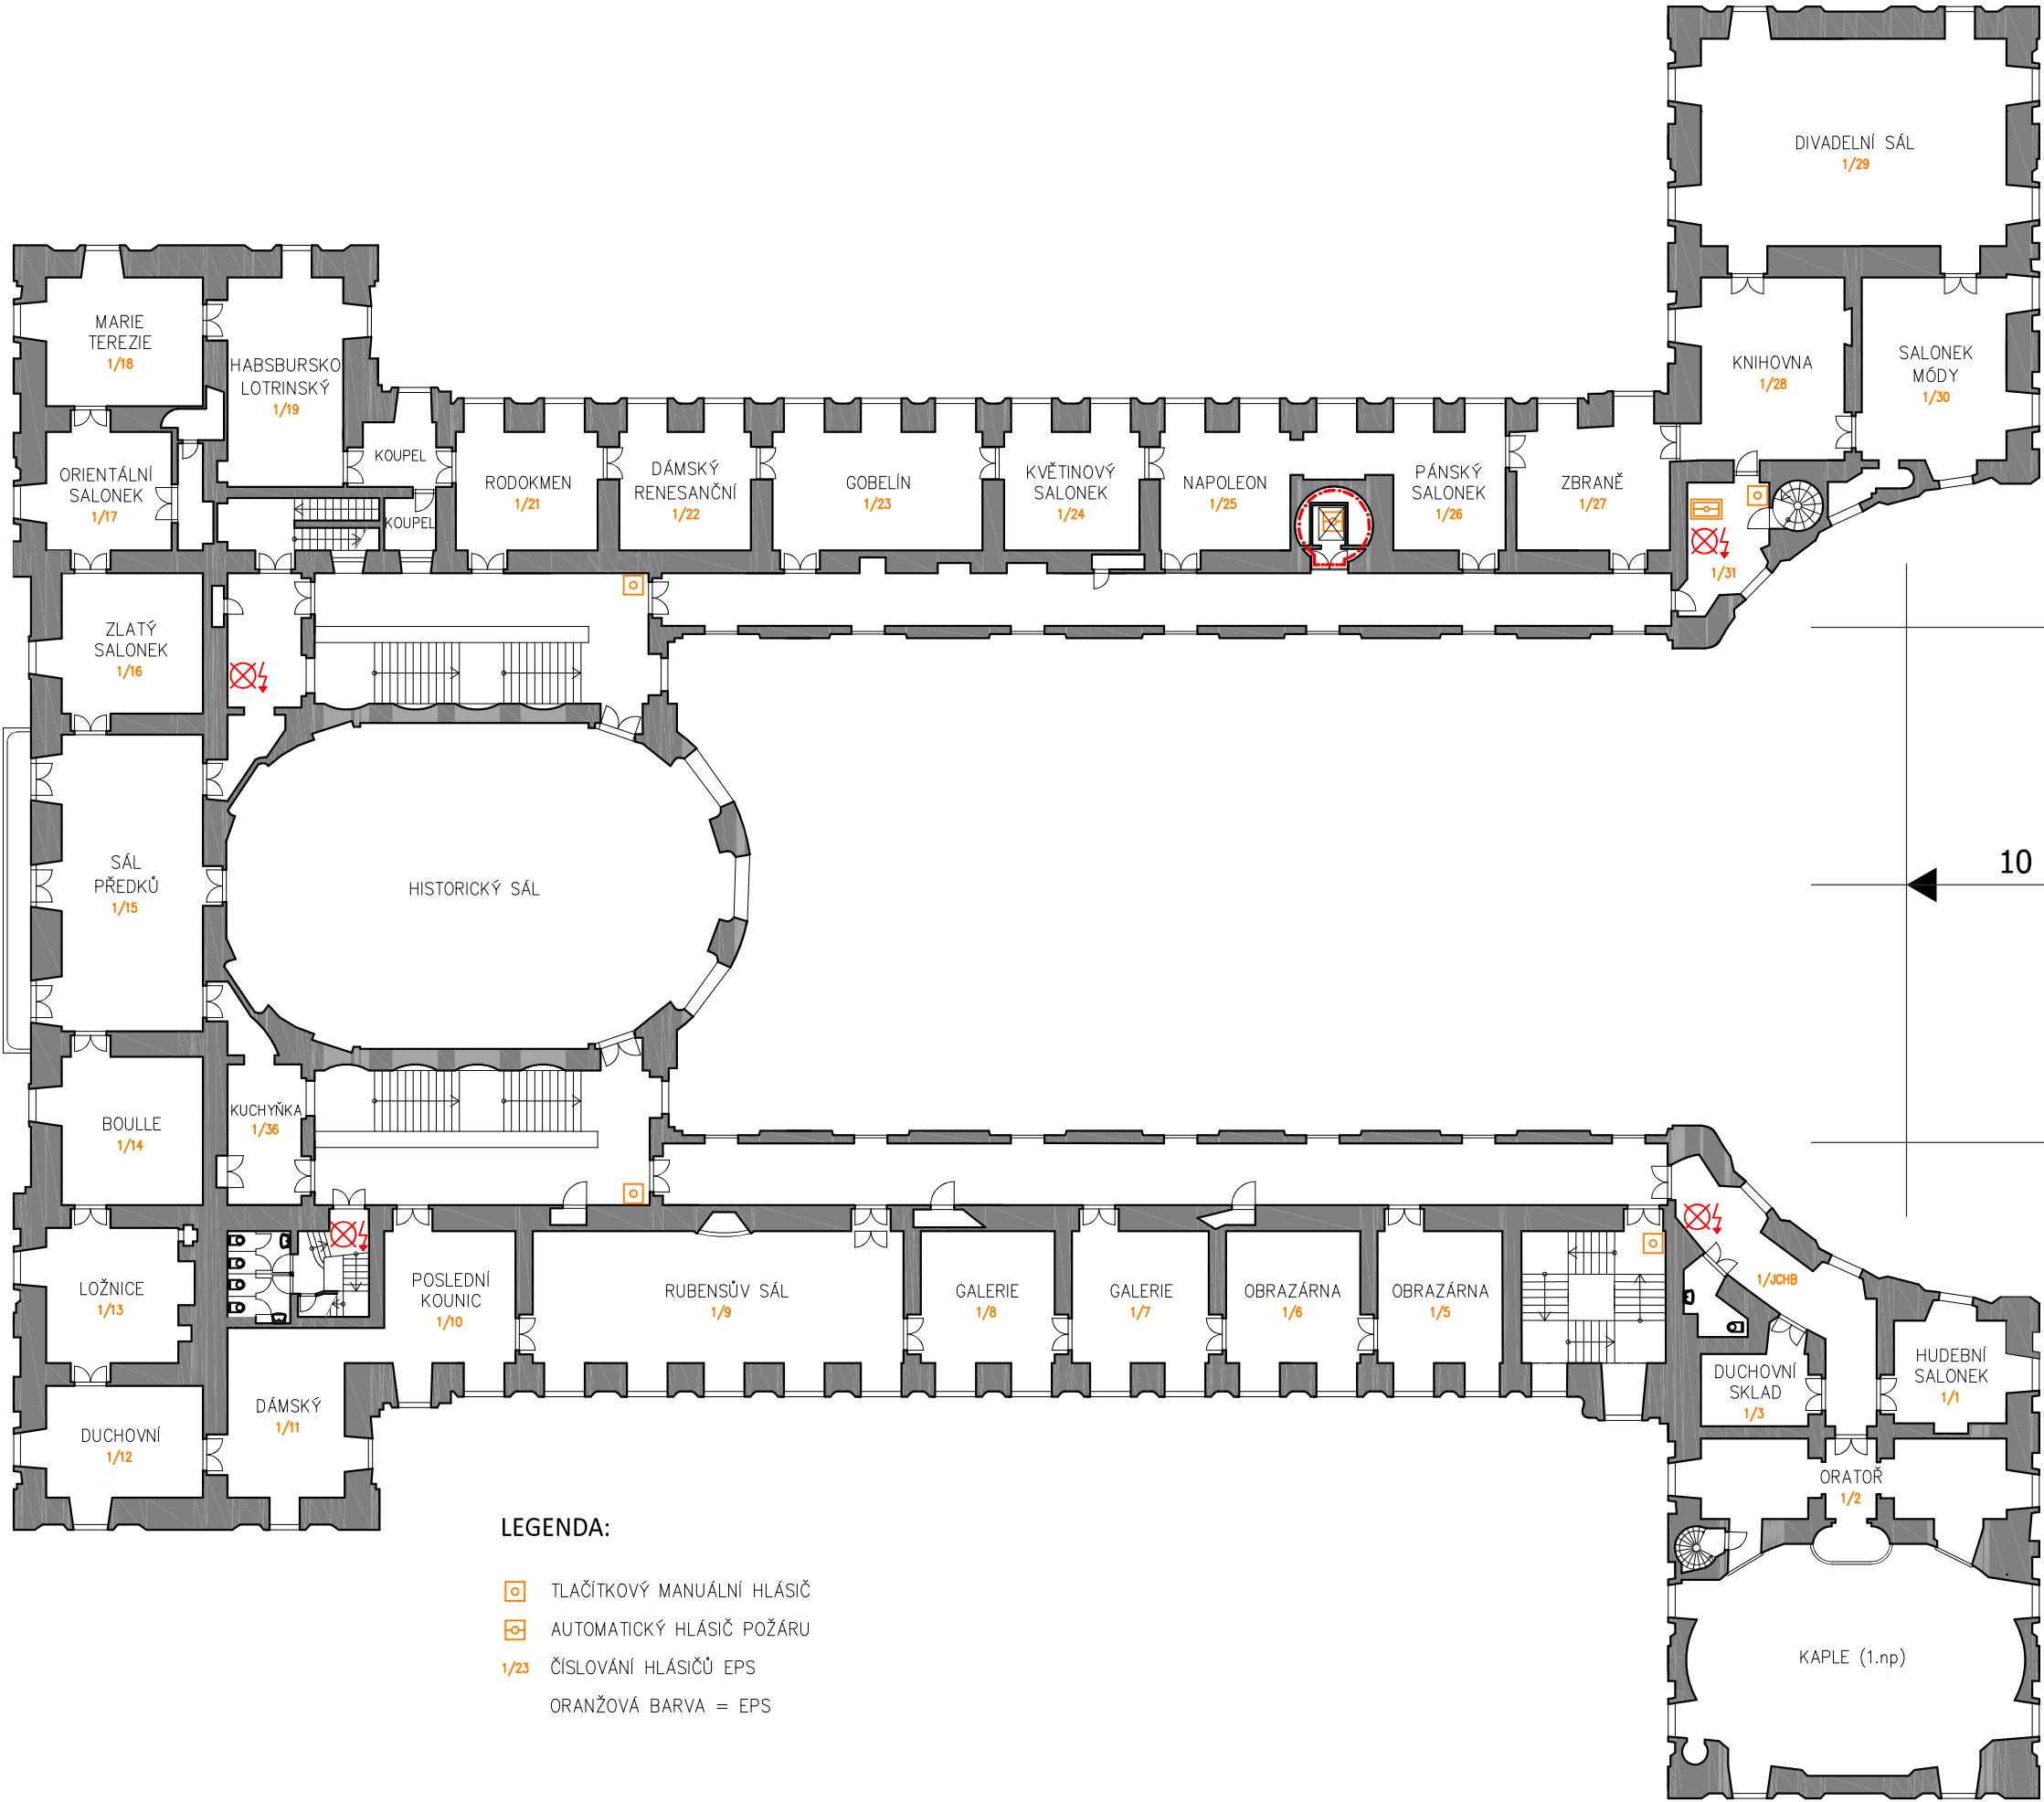 DIVADELNÍ SÁL
1/29
MARIE
TEREZIE
1/18
HABSBURSKO
LOTRINSKÝ
1/19
KNIHOVNA
1/28
SALONEK
MÓDY
1/30
ORIENTÁLNÍ
SALONEK
1/17
KOUPEL
KOUPEL
RODOKMEN
1/21
DÁMSKÝ
RENESANČNÍ
1/22
GOBELÍN
1/23
KVĚTINOVÝ
SALONEK
1/24
NAPOLEON
1/25
PÁNSKÝ
SALONEK
1/26
ZBRANĚ
1/27
1/31
ZLATÝ
SALONEK
1/16
SÁL
PŘEDKŮ
1/15
HISTORICKÝ SÁL
10
BOULLE
1/14
KUCHYŇKA
1/36
LOŽNICE
1/13
POSLEDNÍ
KOUNIC
1/10
RUBENSŮV SÁL
1/9
GALERIE
1/8
GALERIE
1/7
OBRAZÁRNA
1/6
OBRAZÁRNA
1/5
1/JCHB
DUCHOVNÍ
SKLAD
1/3
HUDEBNÍ
SALONEK
1/1
DUCHOVNÍ
1/12
DÁMSKÝ
1/11
ORATOŘ
1/2
KAPLE (1.np)
LEGENDA:
TLAČÍTKOVÝ MANUÁLNÍ HLÁSIČ
AUTOMATICKÝ HLÁSIČ POŽÁRU
1/23 ČÍSLOVÁNÍ HLÁSIČŮ EPS
ORANŽOVÁ BARVA = EPS